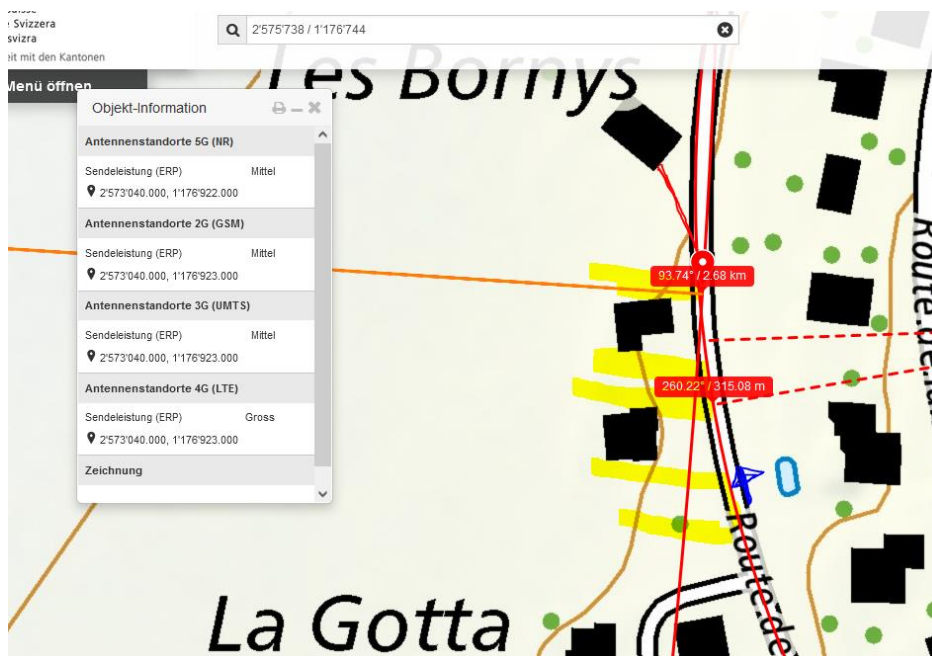 e Svizzera
svizra
eit mit den Kantonen
2'575'738 / 1'176'744
Menü öffnen
Les Bornys
Objekt-Information
Antennenstandorte 5G (NR)
Sendeleistung (ERP) Mittel
2'573'040.000, 1'176'922.000
Antennenstandorte 2G (GSM)
Sendeleistung (ERP) Mittel
2'573'040.000, 1'176'923.000
Antennenstandorte 3G (UMTS)
Sendeleistung (ERP) Mittel
2'573'040.000, 1'176'923.000
Antennenstandorte 4G (LTE)
Sendeleistung (ERP) Gross
2'573'040.000, 1'176'923.000
Zeichnung
93.74° / 2.68 km
260.22° / 315.08 m
Route.de
Route.de
La Gotta